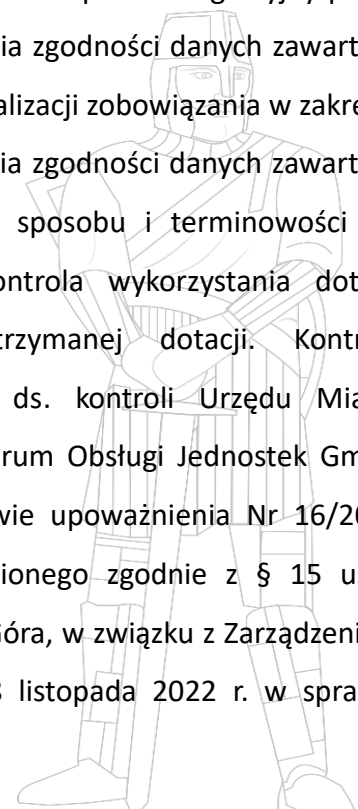 ia zgodności danych zawart
alizacji zobowiązania w zakre
ia zgodności danych zawart
sposobu i terminowości
ontrola wykorzystania dot
trzymanej dotacji. Kontr
ds. kontroli Urzędu Mia
rum Obsługi Jednostek Gm
wie upoważnienia Nr 16/20
ionego zgodnie z § 15 u
Góra, w związku z Zarządzeni
listopada 2022 r. w spra